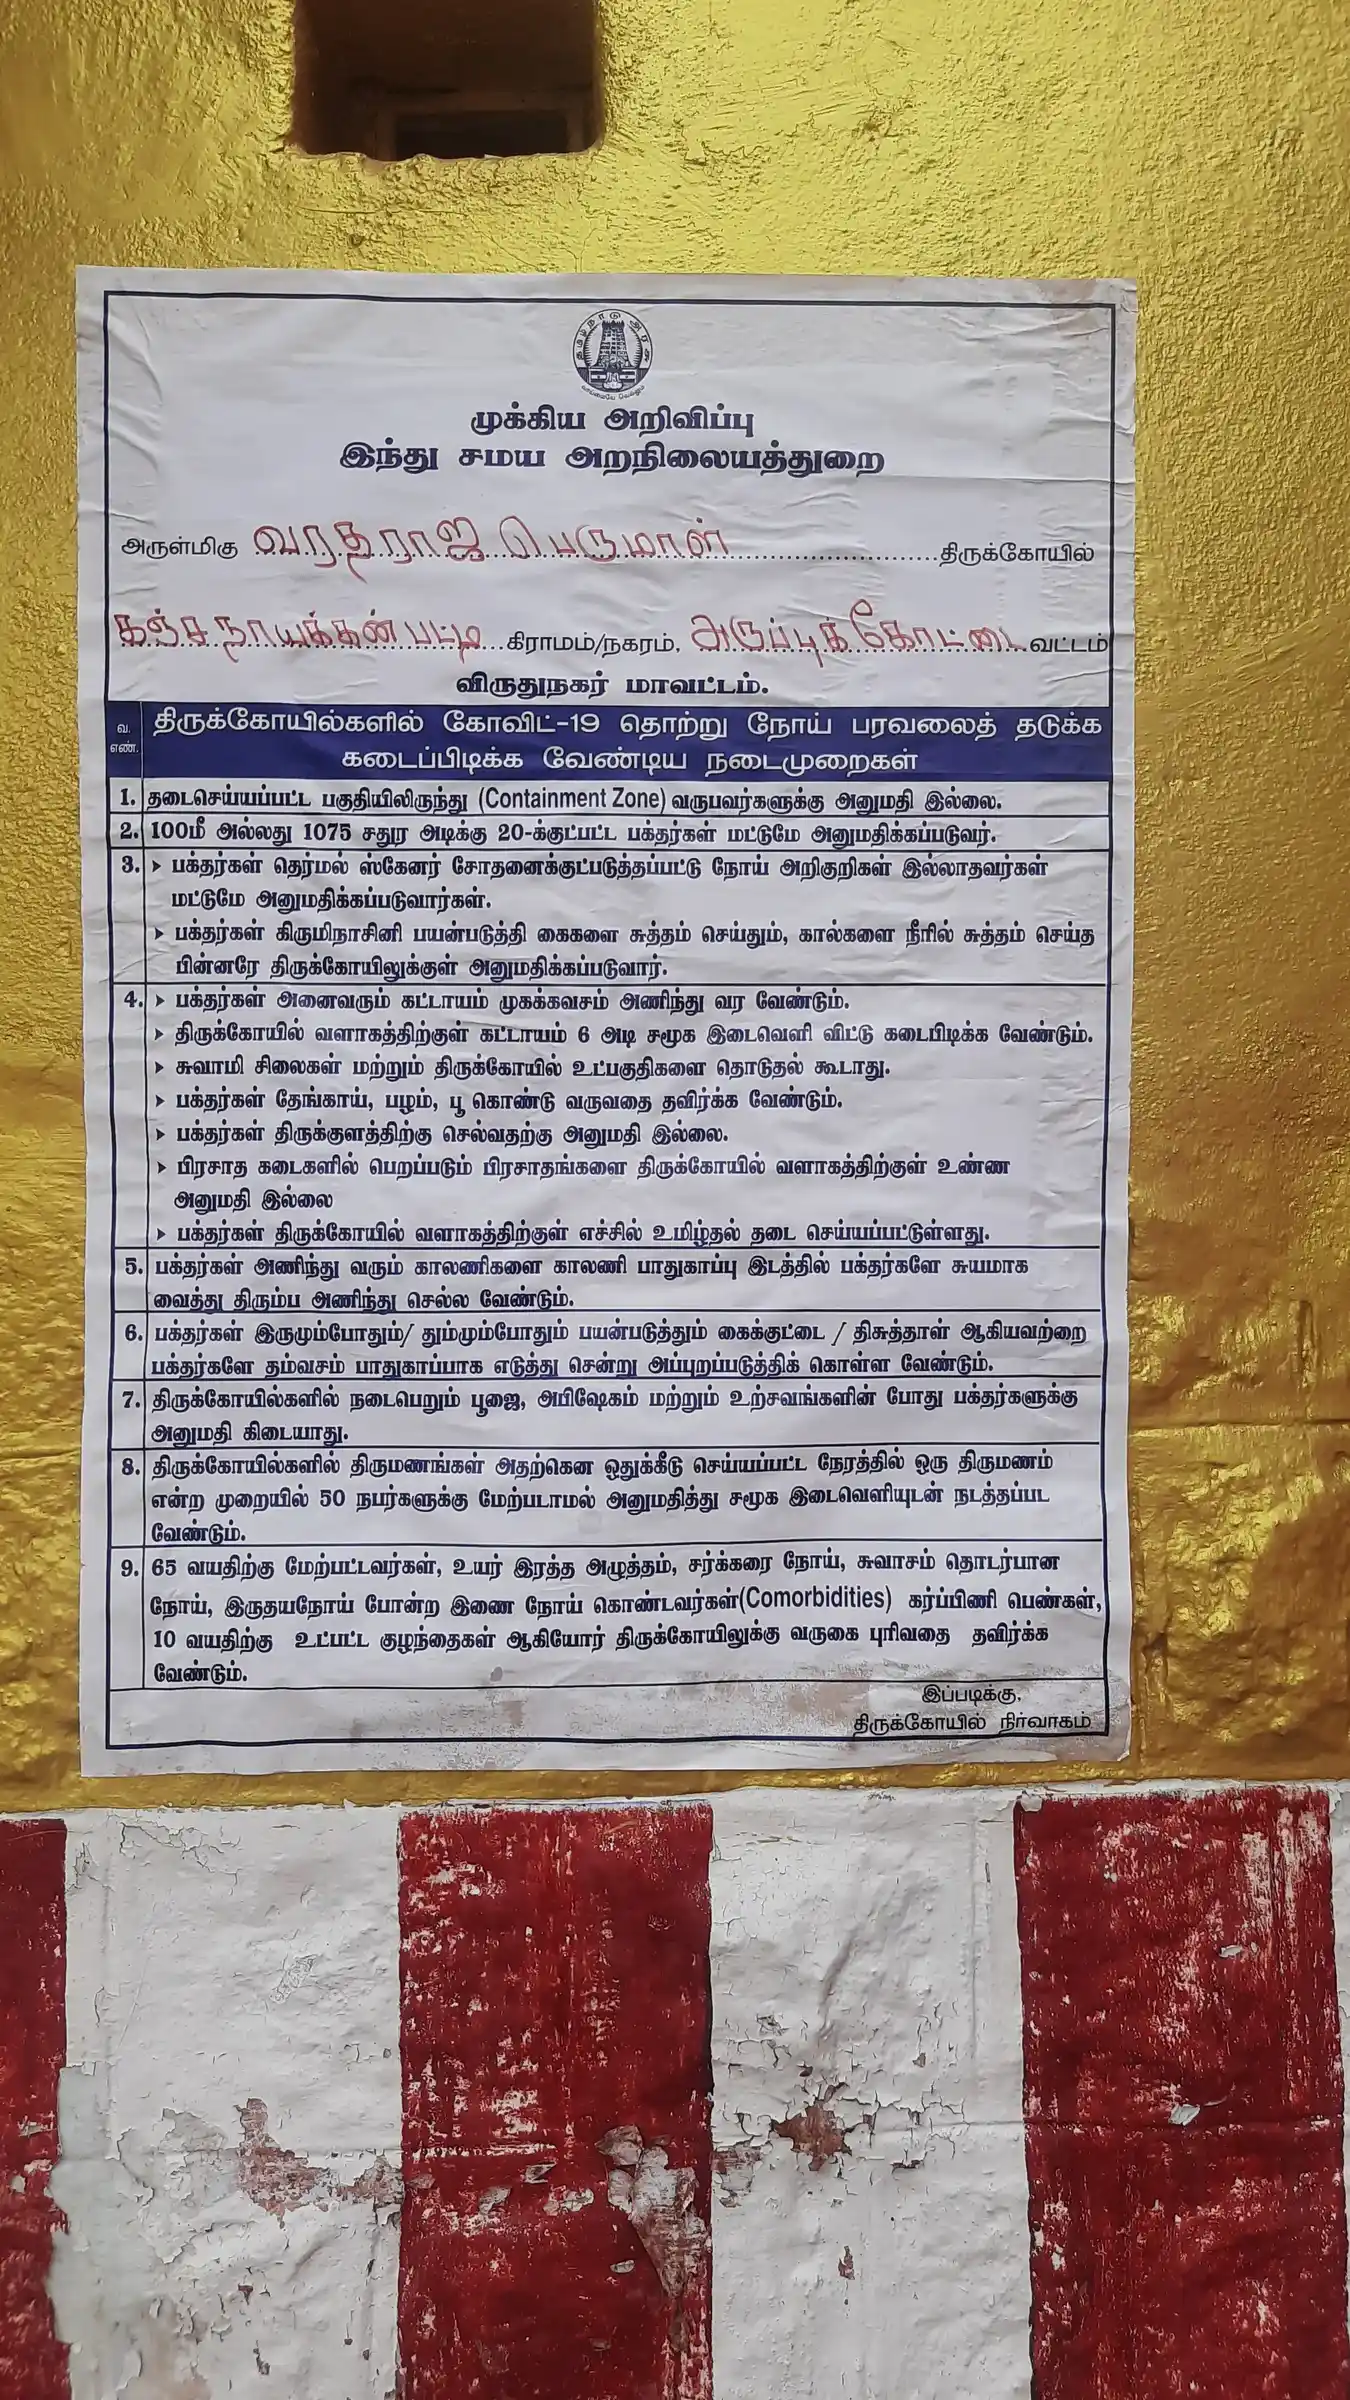 தமிழ்நாடு அரசு
வாய்மையே வெல்லும்
முக்கிய அறிவிப்பு
இந்து சமய அறநிலையத்துறை
அருள்மிகு வரதராஜ பெருமாள் திருக்கோயில்
கஞ்சநாயக்கன்பட்டி கிராமம்/நகரம், அருப்புக்கோட்டை வட்டம்
விருதுநகர் மாவட்டம்.
வ. எண். திருக்கோயில்களில் கோவிட்-19 தொற்று நோய் பரவலைத் தடுக்க
கடைப்பிடிக்க வேண்டிய நடைமுறைகள்
1. தடைசெய்யப்பட்ட பகுதியிலிருந்து (Containment Zone) வருபவர்களுக்கு அனுமதி இல்லை.
2. 100மீ அல்லது 1075 சதுர அடிக்கு 20-க்குட்பட்ட பக்தர்கள் மட்டுமே அனுமதிக்கப்படுவர்.
3. ➤ பக்தர்கள் தெர்மல் ஸ்கேனர் சோதனைக்குட்படுத்தப்பட்டு நோய் அறிகுறிகள் இல்லாதவர்கள்
மட்டுமே அனுமதிக்கப்படுவார்கள்.
➤ பக்தர்கள் கிருமிநாசினி பயன்படுத்தி கைகளை சுத்தம் செய்தும், கால்களை நீரில் சுத்தம் செய்த
பின்னரே திருக்கோயிலுக்குள் அனுமதிக்கப்படுவார்.
4. ➤ பக்தர்கள் அனைவரும் கட்டாயம் முகக்கவசம் அணிந்து வர வேண்டும்.
➤ திருக்கோயில் வளாகத்திற்குள் கட்டாயம் 6 அடி சமூக இடைவெளி விட்டு கடைபிடிக்க வேண்டும்.
➤ சுவாமி சிலைகள் மற்றும் திருக்கோயில் உட்பகுதிகளை தொடுதல் கூடாது.
➤ பக்தர்கள் தேங்காய், பழம், பூ கொண்டு வருவதை தவிர்க்க வேண்டும்.
➤ பக்தர்கள் திருக்குளத்திற்கு செல்வதற்கு அனுமதி இல்லை.
➤ பிரசாத கடைகளில் பெறப்படும் பிரசாதங்களை திருக்கோயில் வளாகத்திற்குள் உண்ண
அனுமதி இல்லை
➤ பக்தர்கள் திருக்கோயில் வளாகத்திற்குள் எச்சில் உமிழ்தல் தடை செய்யப்பட்டுள்ளது.
5. பக்தர்கள் அணிந்து வரும் காலணிகளை காலணி பாதுகாப்பு இடத்தில் பக்தர்களே சுயமாக
வைத்து திரும்ப அணிந்து செல்ல வேண்டும்.
6. பக்தர்கள் இருமும்போதும்/ தும்மும்போதும் பயன்படுத்தும் கைக்குட்டை / திசுத்தாள் ஆகியவற்றை
பக்தர்களே தம்வசம் பாதுகாப்பாக எடுத்து சென்று அப்புறப்படுத்திக் கொள்ள வேண்டும்.
7. திருக்கோயில்களில் நடைபெறும் பூஜை, அபிஷேகம் மற்றும் உற்சவங்களின் போது பக்தர்களுக்கு
அனுமதி கிடையாது.
8. திருக்கோயில்களில் திருமணங்கள் அதற்கென ஒதுக்கீடு செய்யப்பட்ட நேரத்தில் ஒரு திருமணம்
என்ற முறையில் 50 நபர்களுக்கு மேற்படாமல் அனுமதித்து சமூக இடைவெளியுடன் நடத்தப்பட
வேண்டும்.
9. 65 வயதிற்கு மேற்பட்டவர்கள், உயர் இரத்த அழுத்தம், சர்க்கரை நோய், சுவாசம் தொடர்பான
நோய், இருதயநோய் போன்ற இணை நோய் கொண்டவர்கள்(Comorbidities) கர்ப்பிணி பெண்கள்,
10 வயதிற்கு உட்பட்ட குழந்தைகள் ஆகியோர் திருக்கோயிலுக்கு வருகை புரிவதை தவிர்க்க
வேண்டும்.
இப்படிக்கு,
திருக்கோயில் நிர்வாகம்